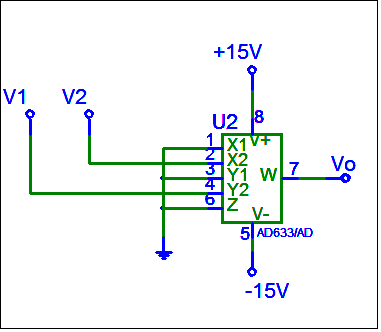 +15V
V1 V2
8
U2
1 X1 V+
2 X2
3 Y1 W 7 Vo
4 Y2
6 Z
V-
5 AD633/AD
-15V